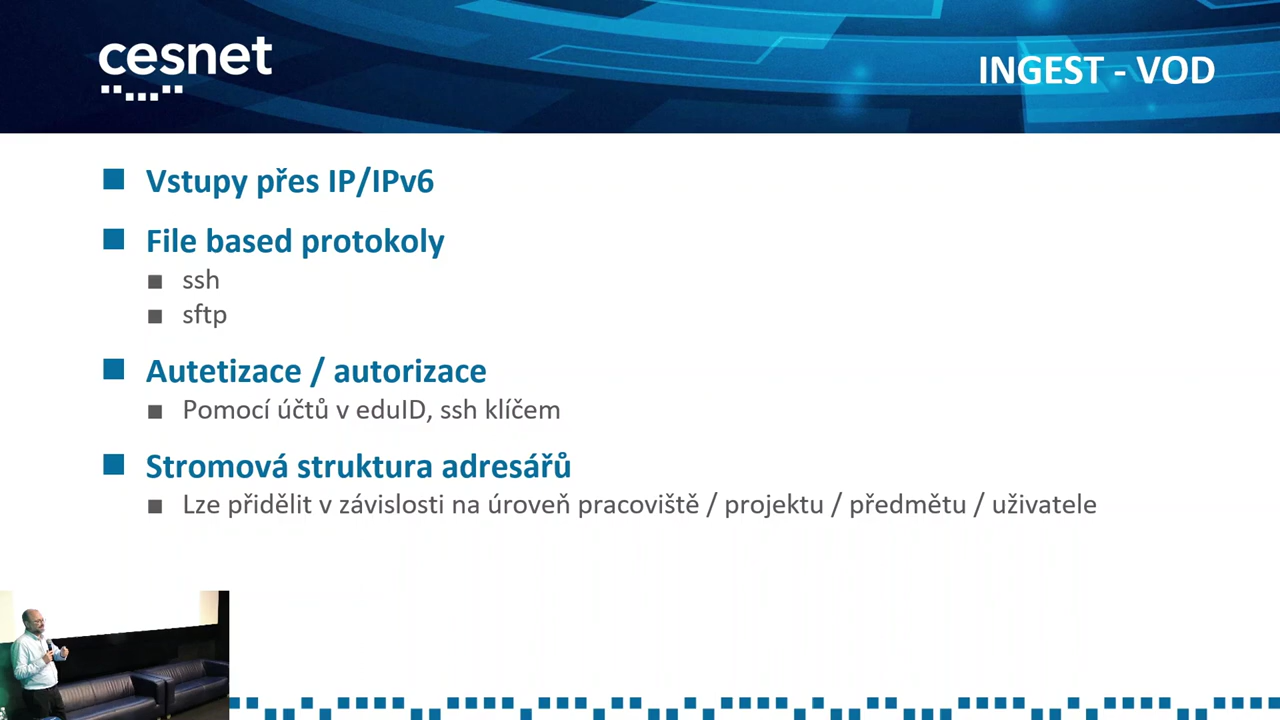 cesnet
INGEST - VOD
Vstupy přes IP/IPv6
File based protokoly
ssh
sftp
Autetizace / autorizace
Pomocí účtů v eduID, ssh klíčem
Stromová struktura adresářů
Lze přidělit v závislosti na úroveň pracoviště / projektu / předmětu / uživatele